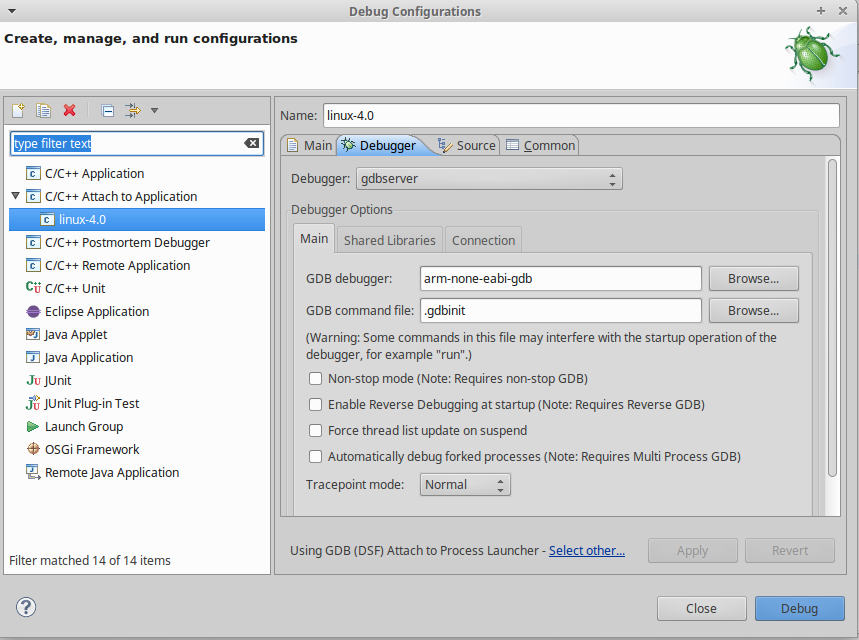 Debug Configurations
Create, manage, and run configurations
type filter text
C/C++ Application
C/C++ Attach to Application
linux-4.0
C/C++ Postmortem Debugger
C/C++ Remote Application
C/C++ Unit
Eclipse Application
Java Applet
Java Application
JUnit
JUnit Plug-in Test
Launch Group
OSGi Framework
Remote Java Application
Filter matched 14 of 14 items
Name: linux-4.0
Main Debugger Source Common
Debugger: gdbserver
Debugger Options
Main Shared Libraries Connection
GDB debugger: arm-none-eabi-gdb Browse...
GDB command file: .gdbinit Browse...
(Warning: Some commands in this file may interfere with the startup operation of the
debugger, for example "run".)
Non-stop mode (Note: Requires non-stop GDB)
Enable Reverse Debugging at startup (Note: Requires Reverse GDB)
Force thread list update on suspend
Automatically debug forked processes (Note: Requires Multi Process GDB)
Tracepoint mode: Normal
Using GDB (DSF) Attach to Process Launcher - Select other... Apply Revert
? Close Debug